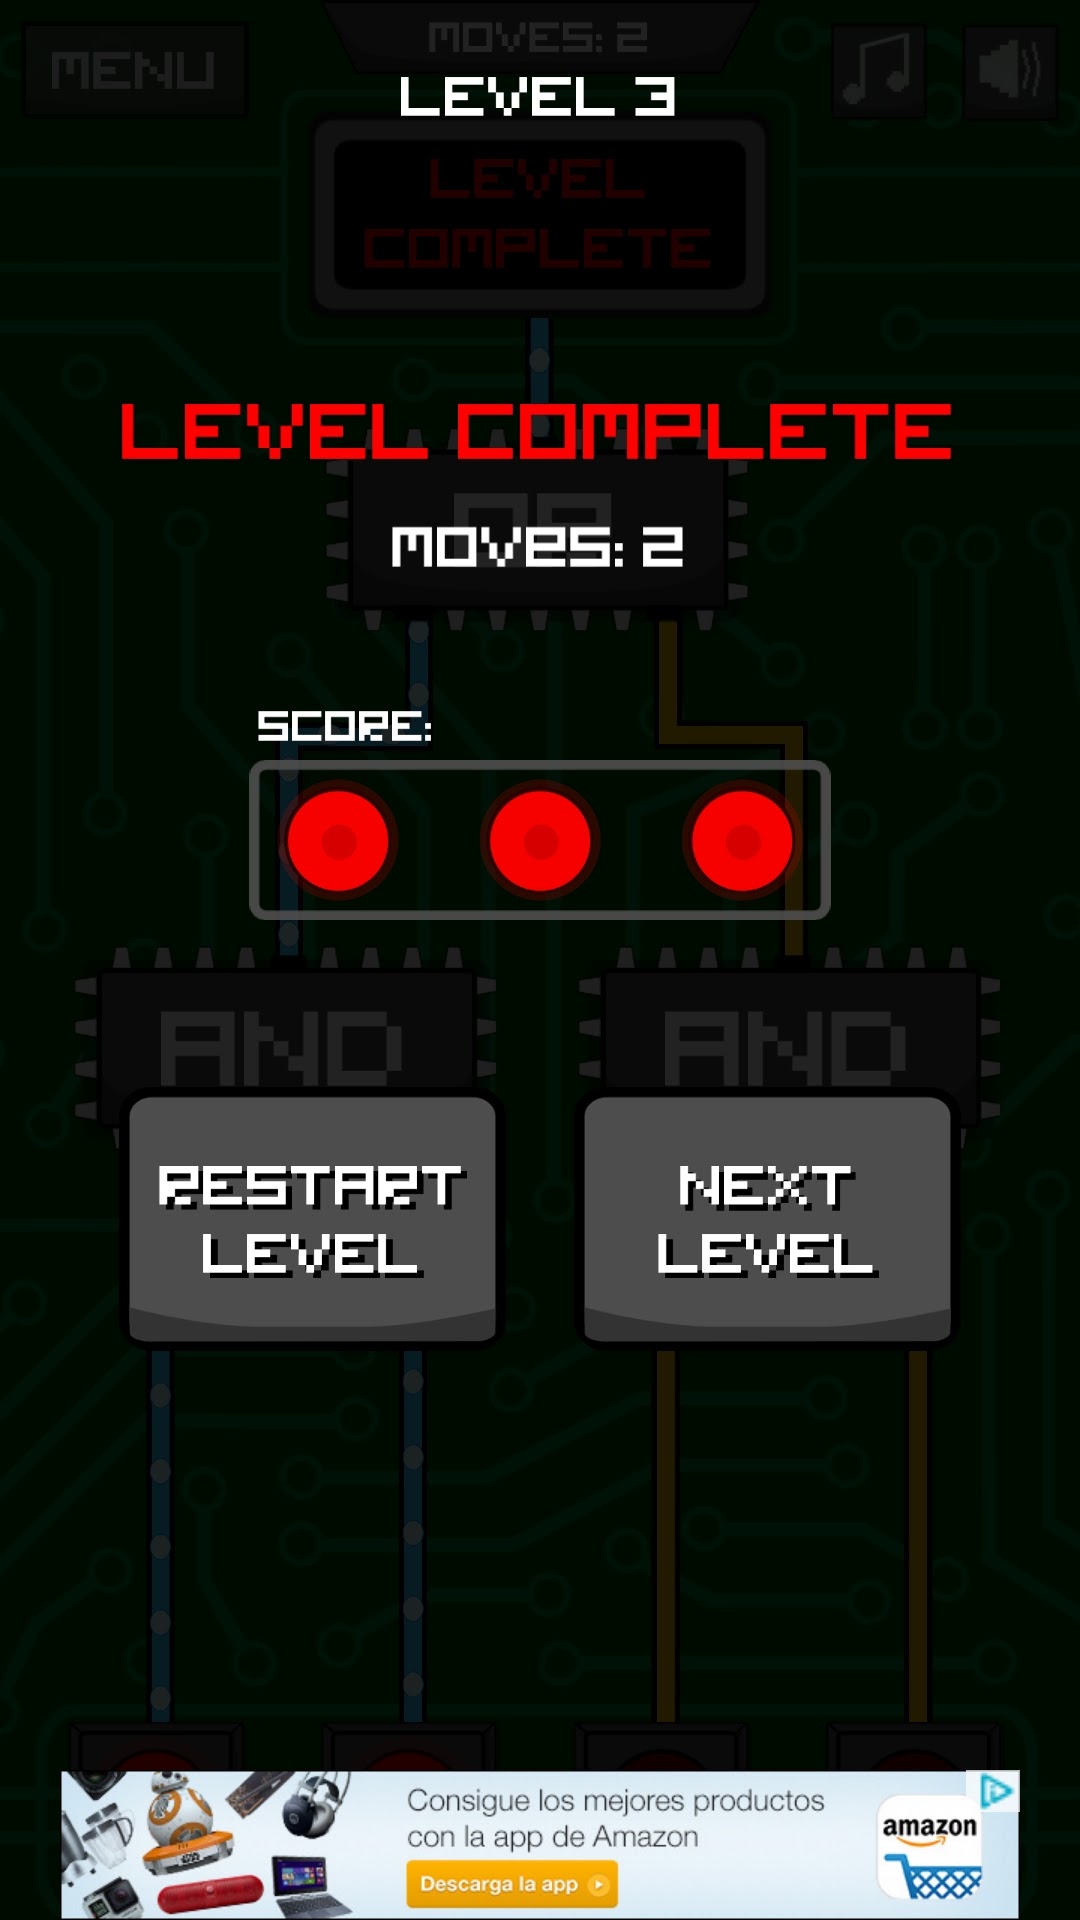 MOVES: 2
MENU
LEVEL 3
LEVEL
COMPLETE
LEVEL COMPLETE
OR
MOVES: 2
SCORE:
AND AND
RESTART
LEVEL
NEXT
LEVEL
Consigue los mejores productos
con la app de Amazon
Descarga la app
amazon